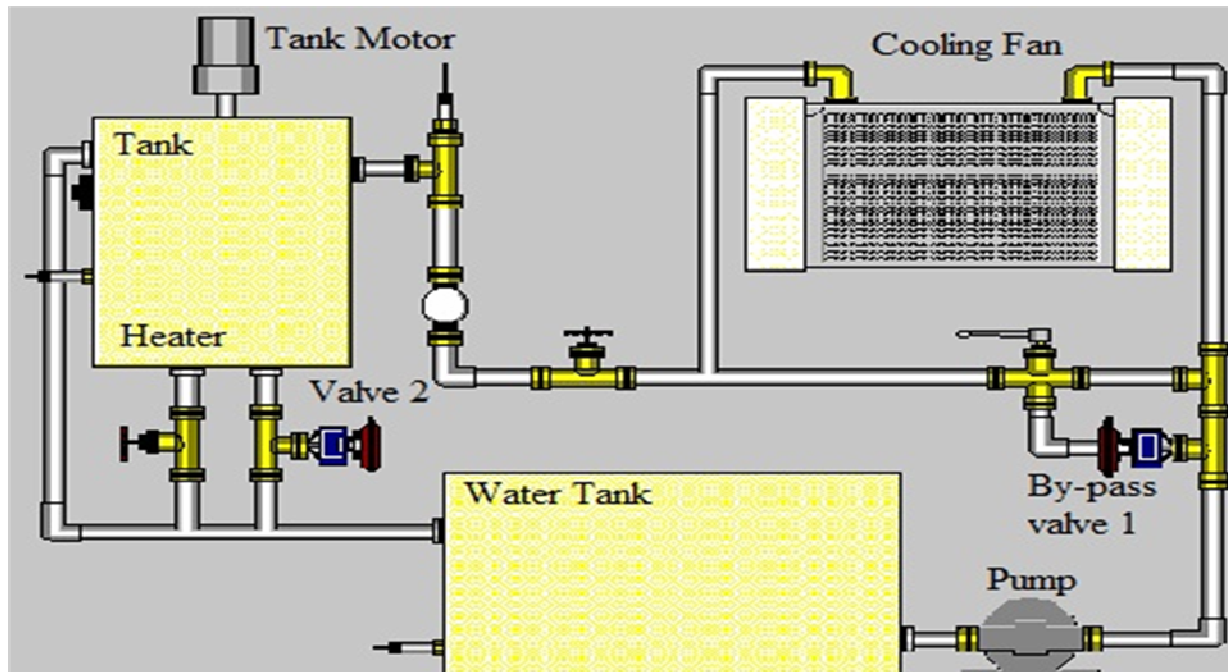 Tank Motor
Cooling Fan
Tank
Heater
Valve 2
Water Tank
By-pass
valve 1
Pump